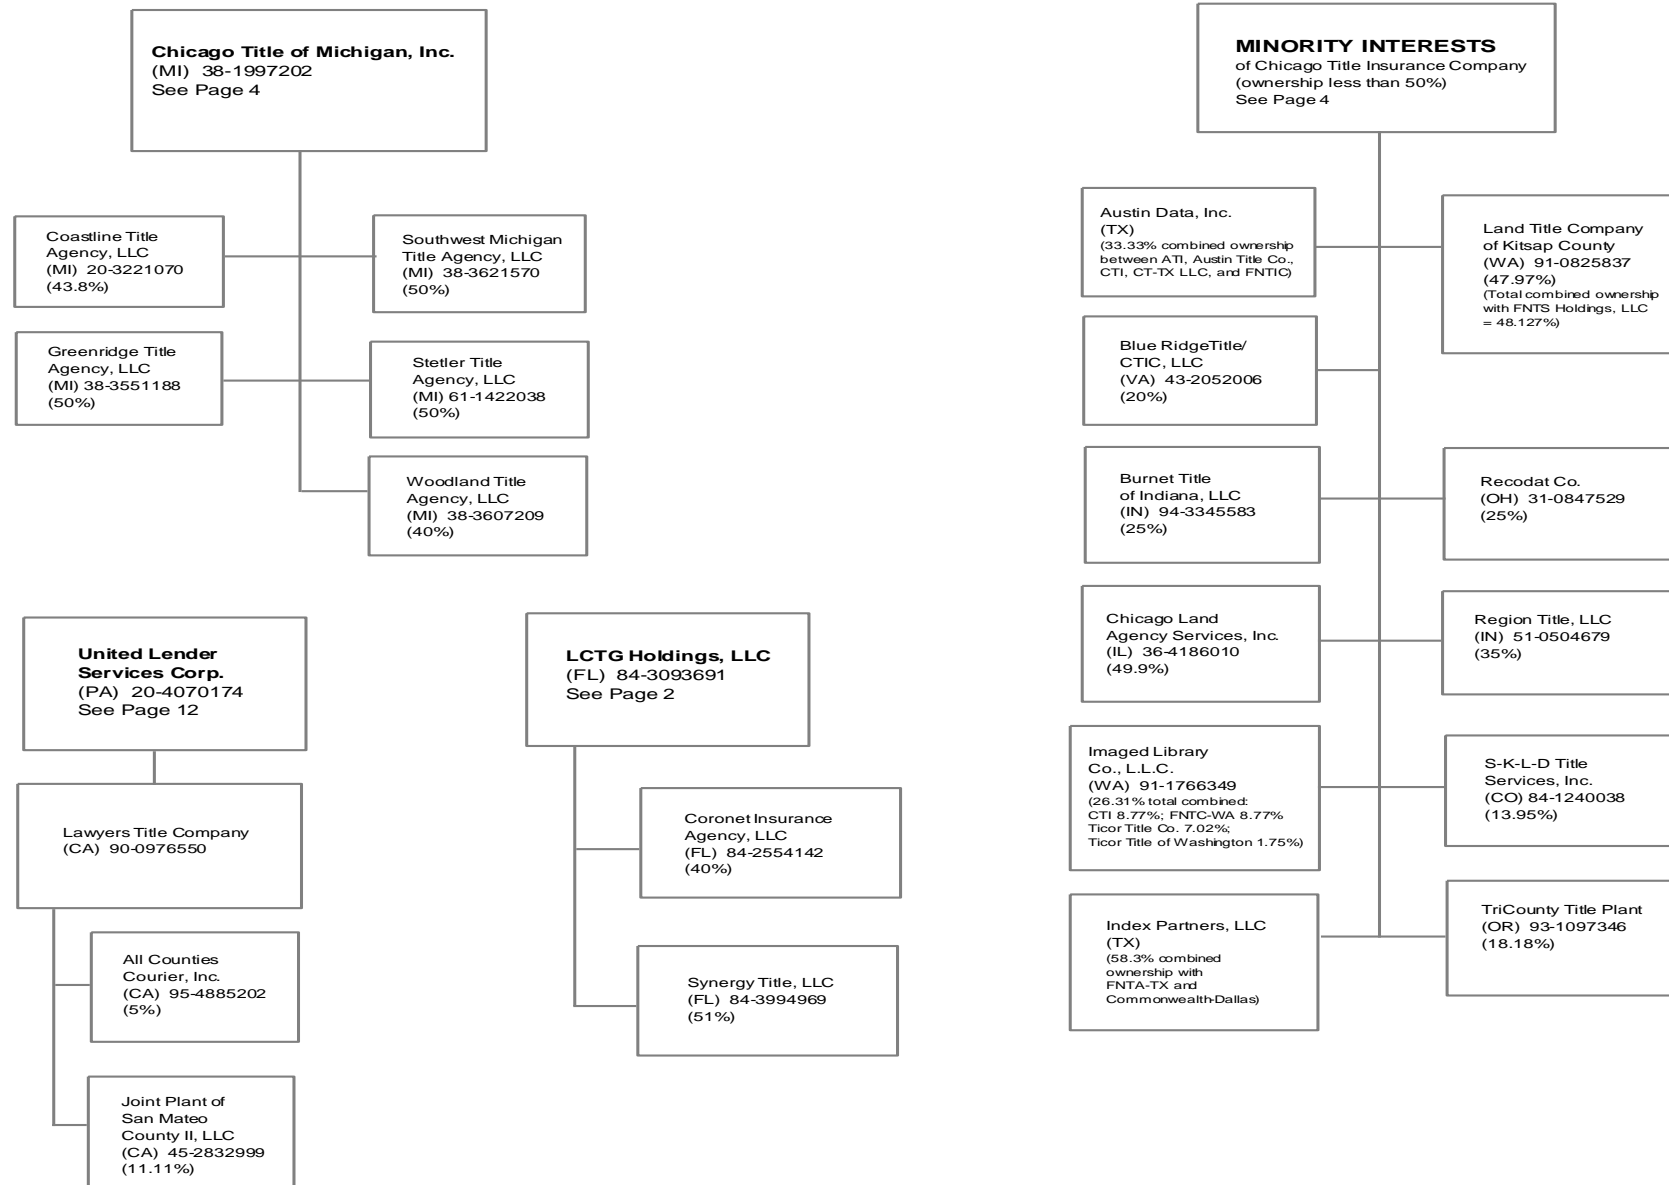 Chicago Title of Michigan, Inc.
(MI) 38-1997202
See Page 4
Coastline Title
Agency, LLC
(MI) 20-3221070
(43.8%)
Southwest Michigan
Title Agency, LLC
(MI) 38-3621570
(50%)
Greenridge Title
Agency, LLC
(MI) 38-3551188
(50%)
Stetler Title
Agency, LLC
(MI) 61-1422038
(50%)
Woodland Title
Agency, LLC
(MI) 38-3607209
(40%)
United Lender
Services Corp.
(PA) 20-4070174
See Page 12
Lawyers Title Company
(CA) 90-0976550
All Counties
Courier, Inc.
(CA) 95-4885202
(5%)
Joint Plant of
San Mateo
County II, LLC
(CA) 45-2832999
(11.11%)
LCTG Holdings, LLC
(FL) 84-3093691
See Page 2
Coronet Insurance
Agency, LLC
(FL) 84-2554142
(40%)
Synergy Title, LLC
(FL) 84-3994969
(51%)
MINORITY INTERESTS
of Chicago Title Insurance Company
(ownership less than 50%)
See Page 4
Austin Data, Inc.
(TX)
(33.33% combined ownership
between ATI, Austin Title Co.,
CTI, CT-TX LLC, and FNTIC)
Land Title Company
of Kitsap County
(WA) 91-0825837
(47.97%)
(Total combined ownership
with FNTS Holdings, LLC
= 48.127%)
Blue RidgeTitle/
CTIC, LLC
(VA) 43-2052006
(20%)
Burnet Title
of Indiana, LLC
(IN) 94-3345583
(25%)
Recodat Co.
(OH) 31-0847529
(25%)
Chicago Land
Agency Services, Inc.
(IL) 36-4186010
(49.9%)
Region Title, LLC
(IN) 51-0504679
(35%)
Imaged Library
Co., L.L.C.
(WA) 91-1766349
(26.31% total combined:
CTI 8.77%; FNTC-WA 8.77%
Ticor Title Co. 7.02%;
Ticor Title of Washington 1.75%)
S-K-L-D Title
Services, Inc.
(CO) 84-1240038
(13.95%)
Index Partners, LLC
(TX)
(58.3% combined
ownership with
FNTA-TX and
Commonwealth-Dallas)
TriCounty Title Plant
(OR) 93-1097346
(18.18%)